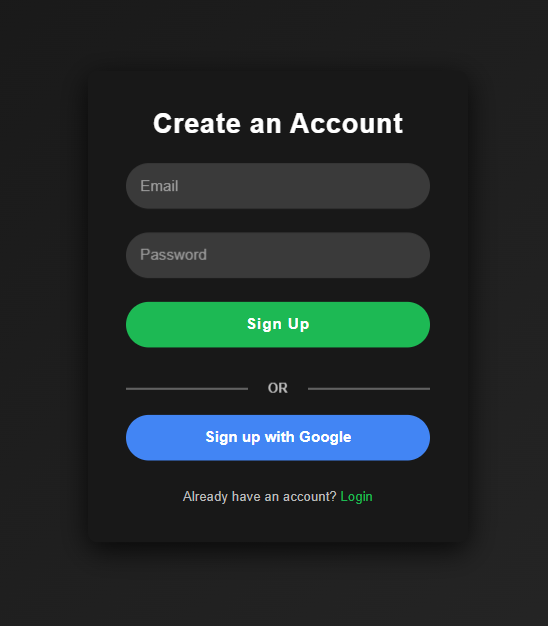 Create an Account
Email
Password
Sign Up
OR
Sign up with Google
Already have an account? Login